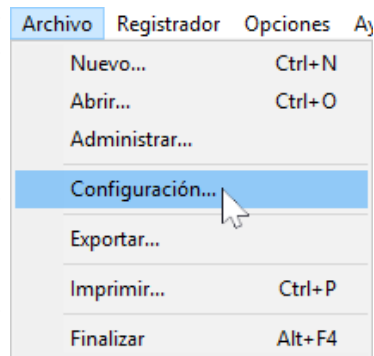 Archivo Registrador Opciones Ay
Nuevo... Ctrl+N
Abrir... Ctrl+O
Administrar...
Configuración...
Exportar...
Imprimir... Ctrl+P
Finalizar Alt+F4